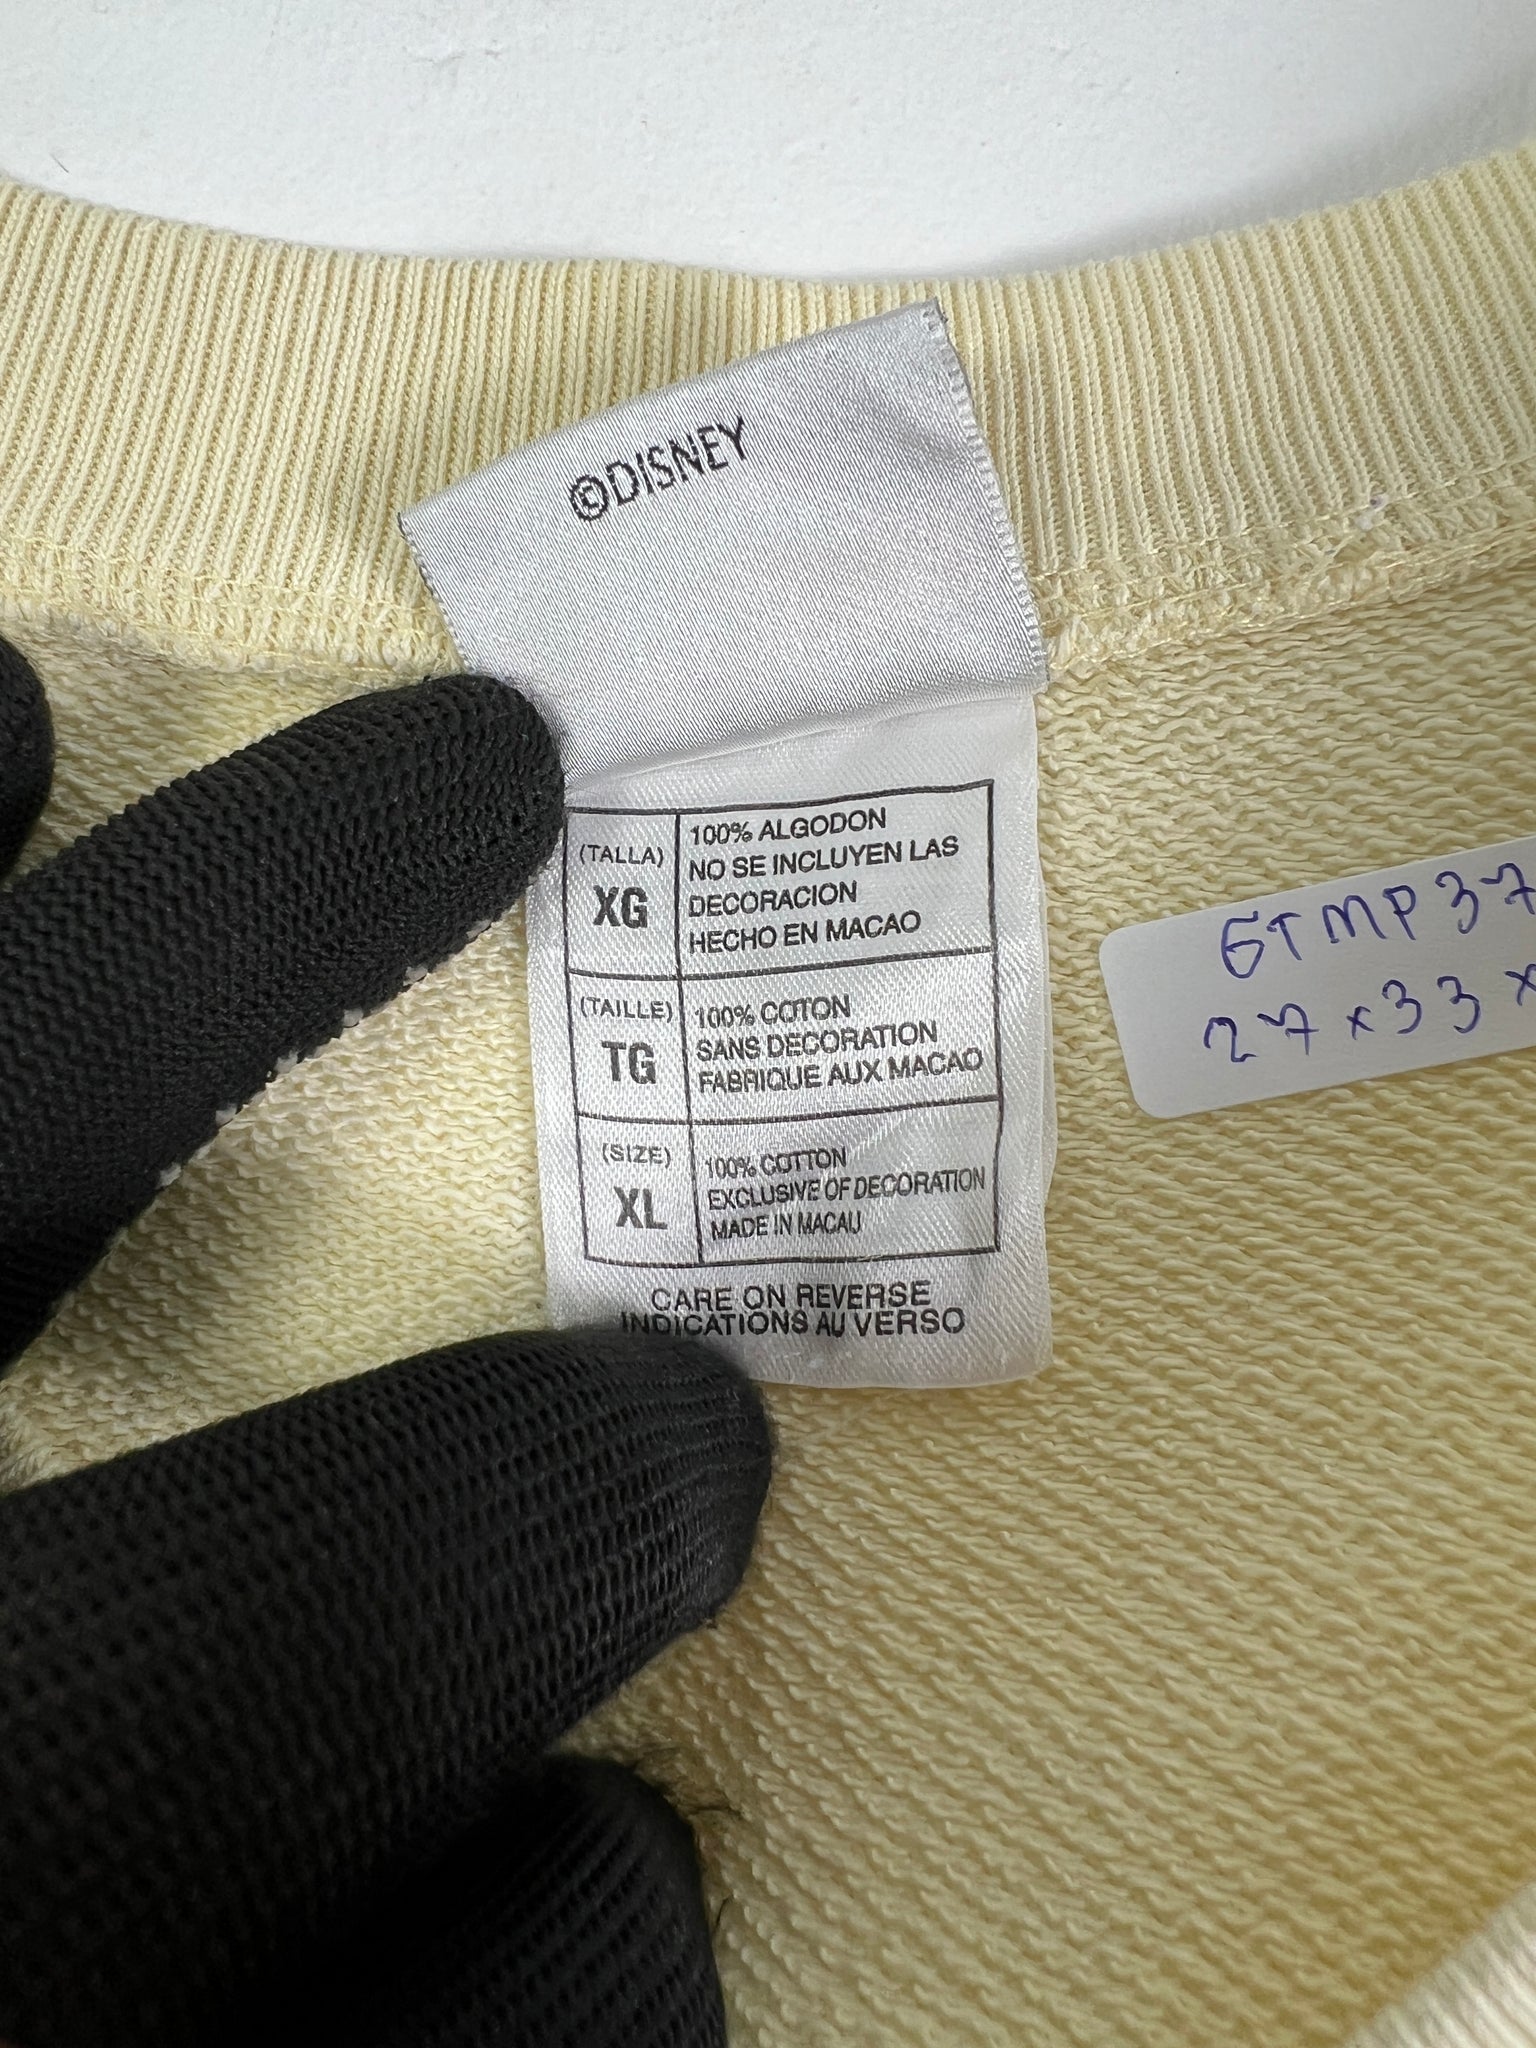 ©DISNEY
(TALLA)
XG
100% ALGODON
NO SE INCLUYEN LAS
DECORACION
HECHO EN MACAO
(TAILLE)
TG
100% COTON
SANS DECORATION
FABRIQUE AUX MACAO
(SIZE)
XL
100% COTTON
EXCLUSIVE OF DECORATION
MADE IN MACAU
CARE ON REVERSE
INDICATIONS AU VERSO
GTMP37
27x33x